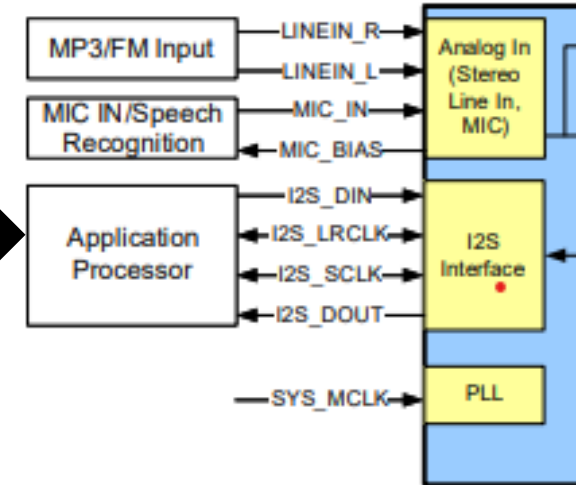 MP3/FM Input
LINEIN_R
LINEIN_L
Analog In
(Stereo
Line In,
MIC)
MIC IN/Speech
Recognition
MIC_IN
MIC_BIAS
Application
Processor
I2S_DIN
I2S_LRCLK
I2S_SCLK
I2S_DOUT
I2S
Interface
SYS_MCLK
PLL